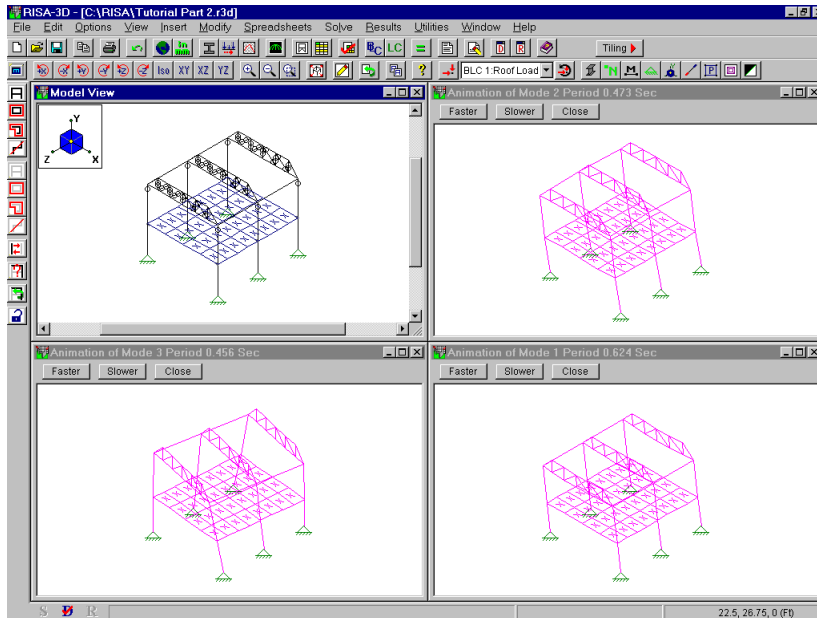 RISA-3D - [C:\RISA\Tutorial Part 2.r3d]
File Edit Options View Insert Modify Spreadsheets Solve Results Utilities Window Help
BC LC = D R Tiling
Iso XY XZ YZ ? BLC 1:Roof Load N M P
Model View
Y
Z X
Animation of Mode 2 Period 0.473 Sec
Faster Slower Close
Animation of Mode 3 Period 0.456 Sec
Faster Slower Close
Animation of Mode 1 Period 0.624 Sec
Faster Slower Close
S D R
22.5, 26.75, 0 (Ft)